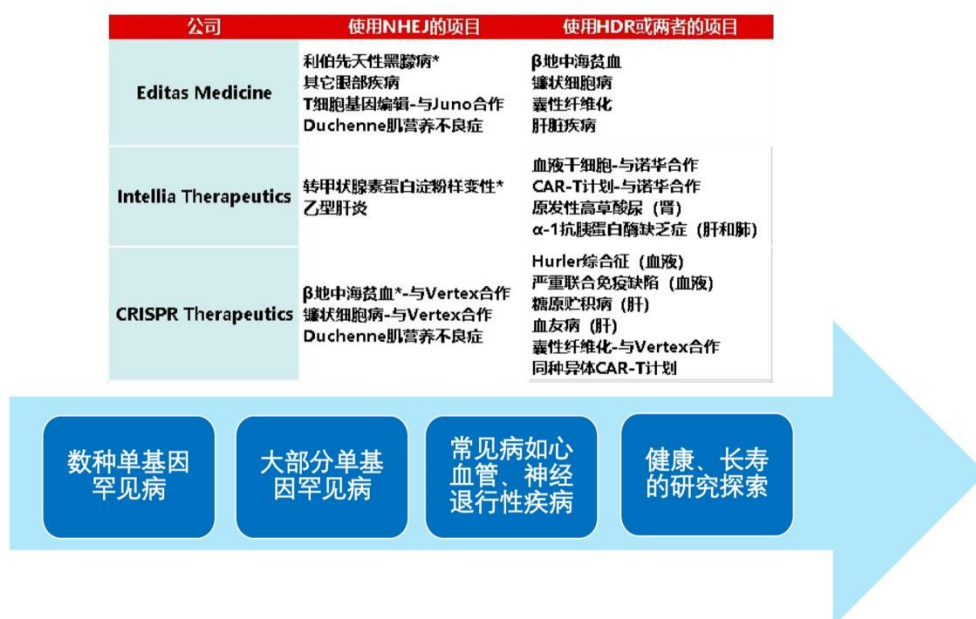 公司 使用NHEJ的项目 使用HDR或两者的项目
Editas Medicine
利伯先天性黑朦病*
其它眼部疾病
T细胞基因编辑-与Juno合作
Duchenne肌营养不良症
β地中海贫血
镰状细胞病
囊性纤维化
肝脏疾病
Intellia Therapeutics
转甲状腺素蛋白淀粉样变性*
乙型肝炎
血液干细胞-与诺华合作
CAR-T计划-与诺华合作
原发性高草酸尿 (肾)
α-1抗胰蛋白酶缺乏症 (肝和肺)
CRISPR Therapeutics
β地中海贫血*-与Vertex合作
镰状细胞病-与Vertex合作
Duchenne肌营养不良症
Hurler综合征 (血液)
严重联合免疫缺陷 (血液)
糖原贮积病 (肝)
血友病 (肝)
囊性纤维化-与Vertex合作
同种异体CAR-T计划
数种单基因
罕见病
大部分单基
因罕见病
常见病如心
血管、神经
退行性疾病
健康、长寿
的研究探索